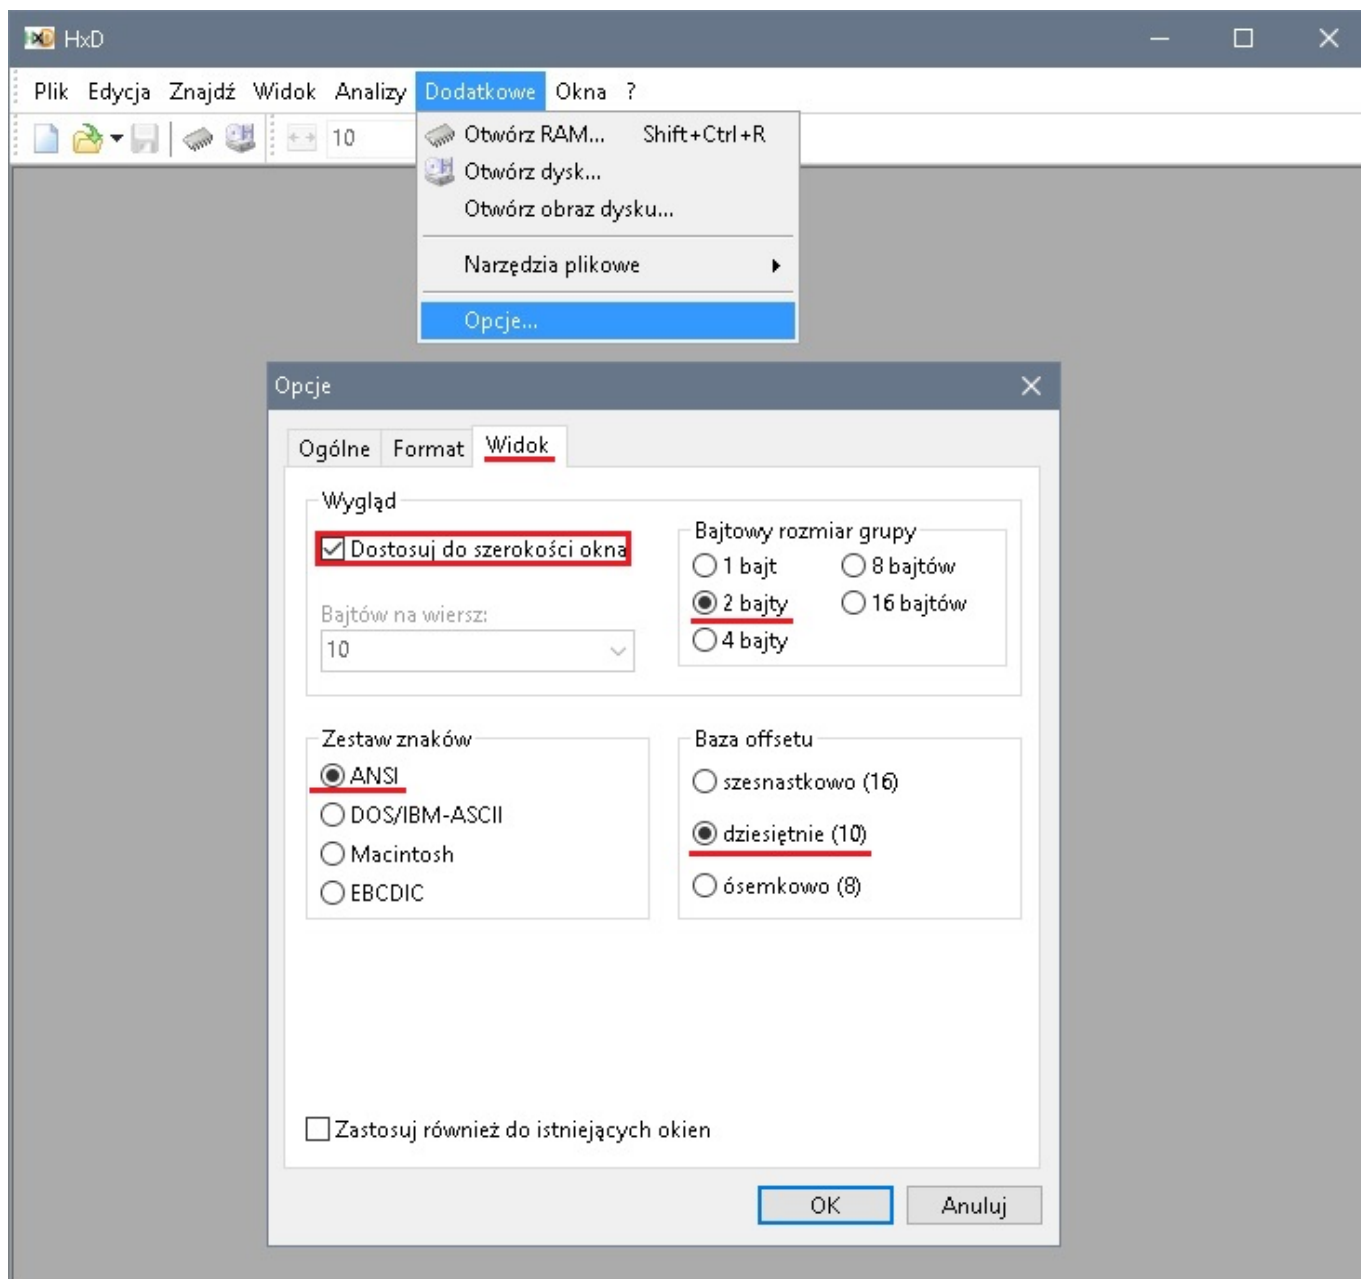 HxD
Plik Edycja Znajdź Widok Analizy Dodatkowe Okna ?
10
Otwórz RAM... Shift+Ctrl+R
Otwórz dysk...
Otwórz obraz dysku...
Narzędzia plikowe
Opcje...
Opcje
Ogólne Format Widok
Wygląd
Dostosuj do szerokości okna
Bajtów na wiersz:
10
Bajtowy rozmiar grupy
1 bajt 8 bajtów
2 bajty 16 bajtów
4 bajty
Zestaw znaków
ANSI
DOS/IBM-ASCII
Macintosh
EBCDIC
Baza offsetu
szesnastkowo (16)
dziesiętnie (10)
ósemkowo (8)
Zastosuj również do istniejących okien
OK Anuluj